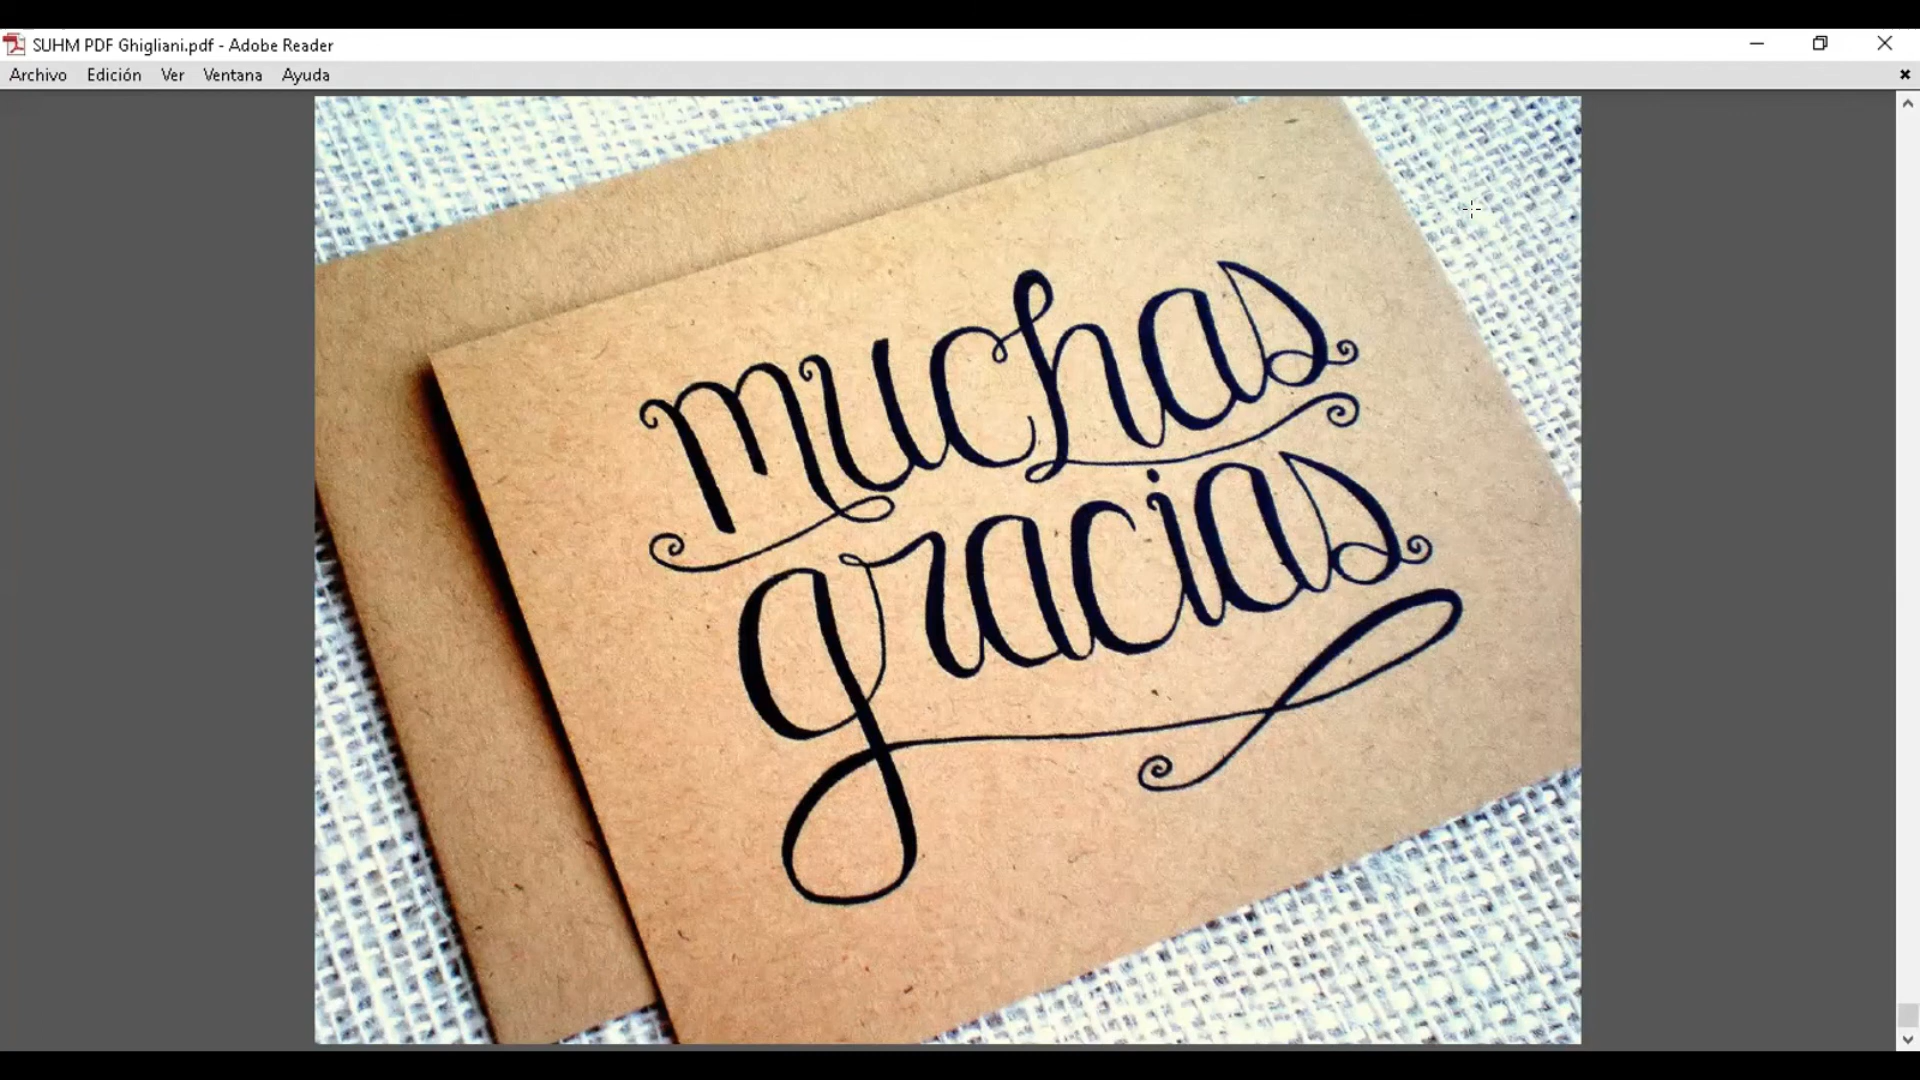 SUHM PDF Ghigliani.pdf - Adobe Reader
Archivo Edición Ver Ventana Ayuda
muchas
gracias